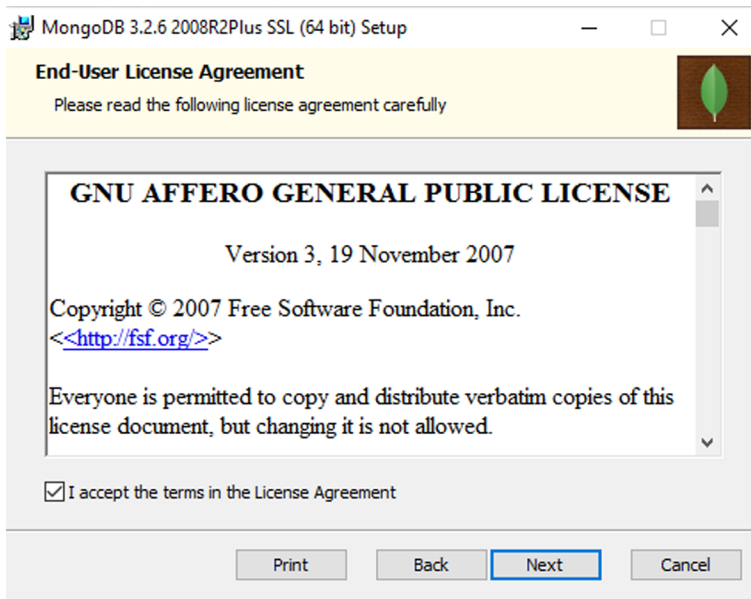 MongoDB 3.2.6 2008R2Plus SSL (64 bit) Setup
End-User License Agreement
Please read the following license agreement carefully
GNU AFFERO GENERAL PUBLIC LICENSE
Version 3, 19 November 2007
Copyright © 2007 Free Software Foundation, Inc.
<<http://fsf.org/>>
Everyone is permitted to copy and distribute verbatim copies of this
license document, but changing it is not allowed.
I accept the terms in the License Agreement
Print Back Next Cancel